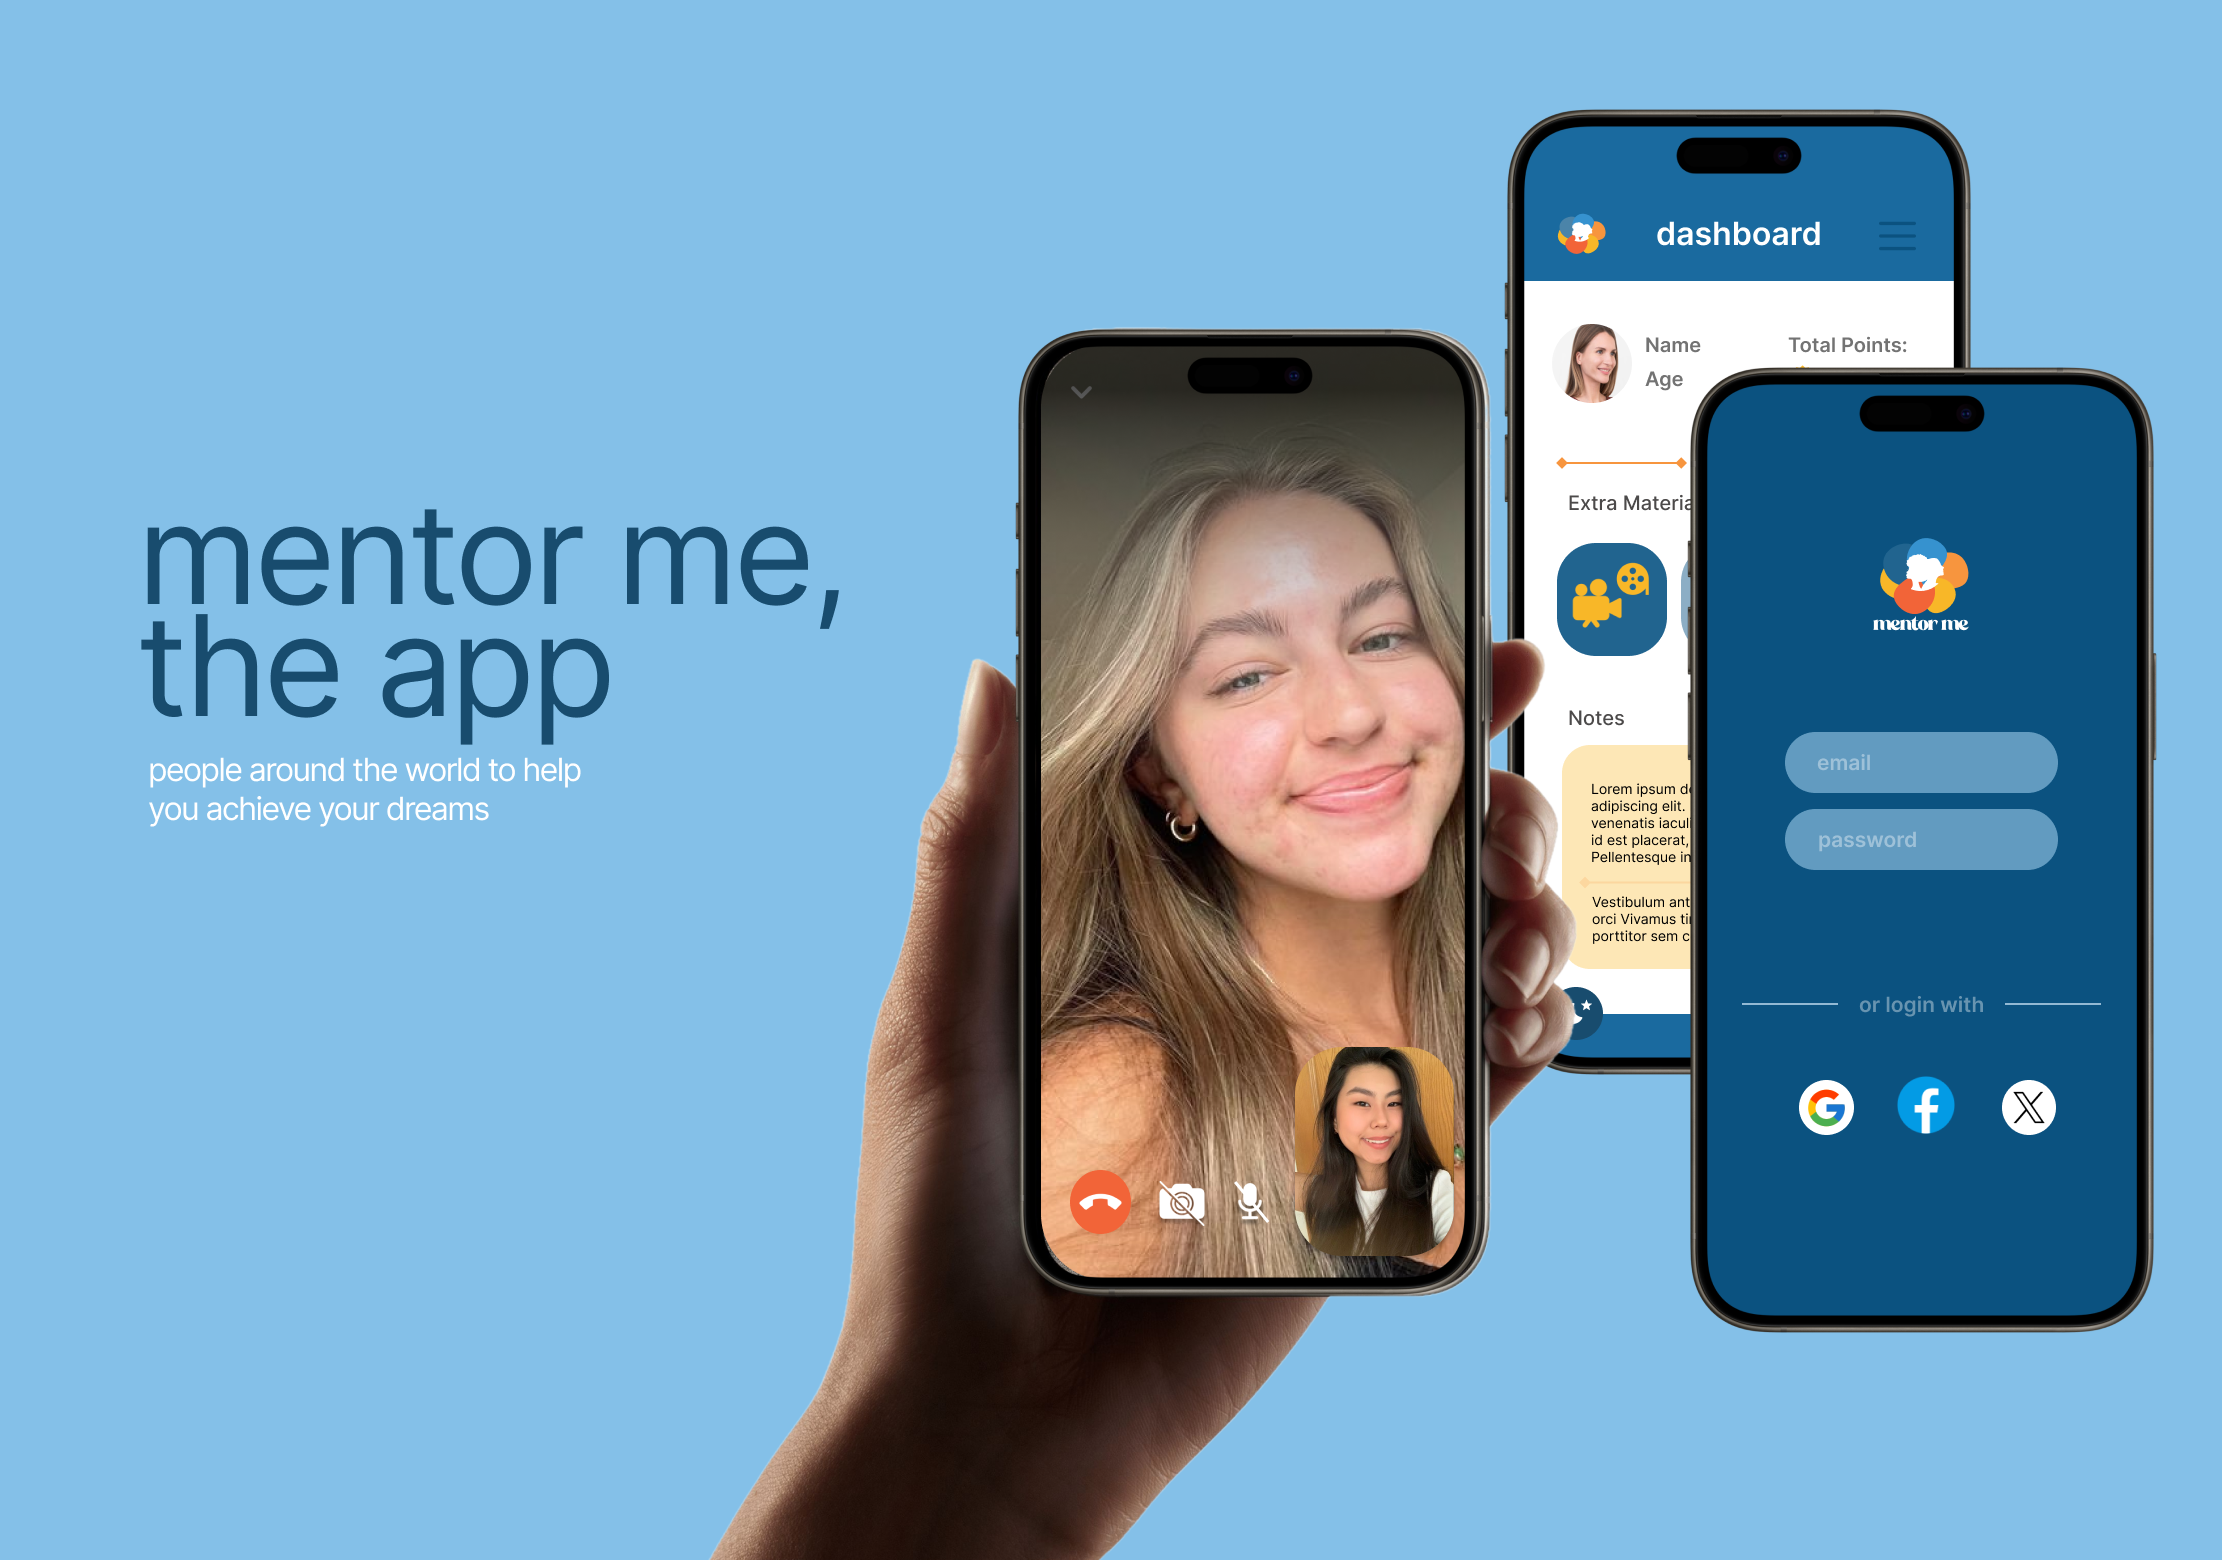 mentor me,
the app
people around the world to help
you achieve your dreams
dashboard
Name
Age
Total Points:
Extra Materia
Notes
Lorem ipsum d
adipiscing elit.
venenatis iacul
id est placerat,
Pellentesque in
Vestibulum ant
orci Vivamus ti
porttitor sem c
mentor me
email
password
or login with